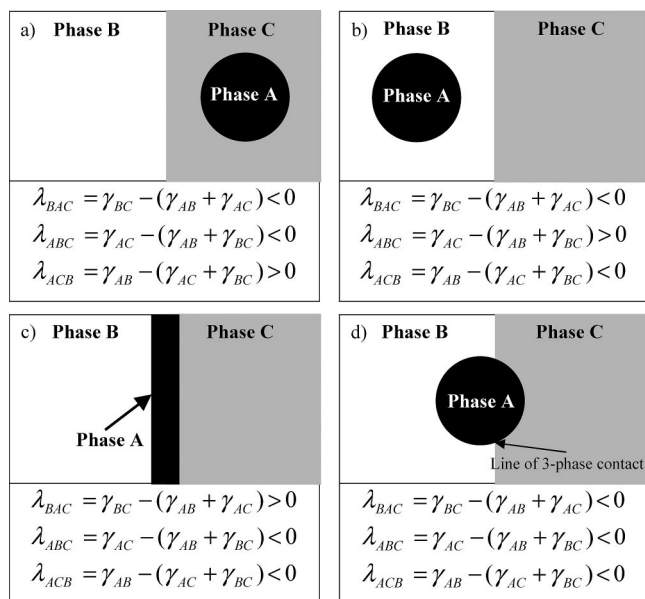 a) Phase B Phase C
Phase A
λ_BAC = γ_BC − (γ_AB + γ_AC) < 0
λ_ABC = γ_AC − (γ_AB + γ_BC) < 0
λ_ACB = γ_AB − (γ_AC + γ_BC) > 0
b) Phase B Phase C
Phase A
λ_BAC = γ_BC − (γ_AB + γ_AC) < 0
λ_ABC = γ_AC − (γ_AB + γ_BC) > 0
λ_ACB = γ_AB − (γ_AC + γ_BC) < 0
c) Phase B Phase C
Phase A
λ_BAC = γ_BC − (γ_AB + γ_AC) > 0
λ_ABC = γ_AC − (γ_AB + γ_BC) < 0
λ_ACB = γ_AB − (γ_AC + γ_BC) < 0
d) Phase B Phase C
Phase A
Line of 3-phase contact
λ_BAC = γ_BC − (γ_AB + γ_AC) < 0
λ_ABC = γ_AC − (γ_AB + γ_BC) < 0
λ_ACB = γ_AB − (γ_AC + γ_BC) < 0